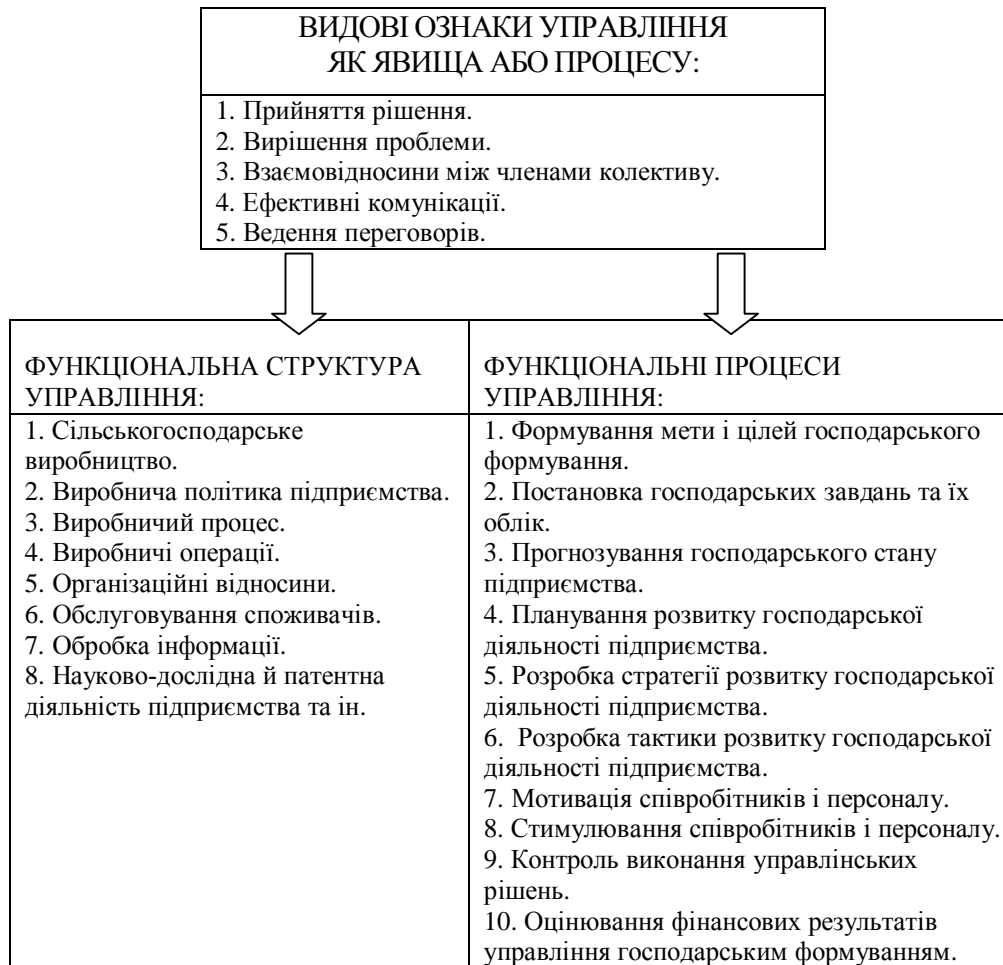 ВИДОВІ ОЗНАКИ УПРАВЛІННЯ
ЯК ЯВИЩА АБО ПРОЦЕСУ:
1. Прийняття рішення.
2. Вирішення проблеми.
3. Взаємовідносини між членами колективу.
4. Ефективні комунікації.
5. Ведення переговорів.
ФУНКЦІОНАЛЬНА СТРУКТУРА
УПРАВЛІННЯ:
1. Сільськогосподарське
виробництво.
2. Виробнича політика підприємства.
3. Виробничий процес.
4. Виробничі операції.
5. Організаційні відносини.
6. Обслуговування споживачів.
7. Обробка інформації.
8. Науково-дослідна й патентна
діяльність підприємства та ін.
ФУНКЦІОНАЛЬНІ ПРОЦЕСИ
УПРАВЛІННЯ:
1. Формування мети і цілей господарського
формування.
2. Постановка господарських завдань та їх
облік.
3. Прогнозування господарського стану
підприємства.
4. Планування розвитку господарської
діяльності підприємства.
5. Розробка стратегії розвитку господарської
діяльності підприємства.
6. Розробка тактики розвитку господарської
діяльності підприємства.
7. Мотивація співробітників і персоналу.
8. Стимулювання співробітників і персоналу.
9. Контроль виконання управлінських
рішень.
10. Оцінювання фінансових результатів
управління господарським формуванням.